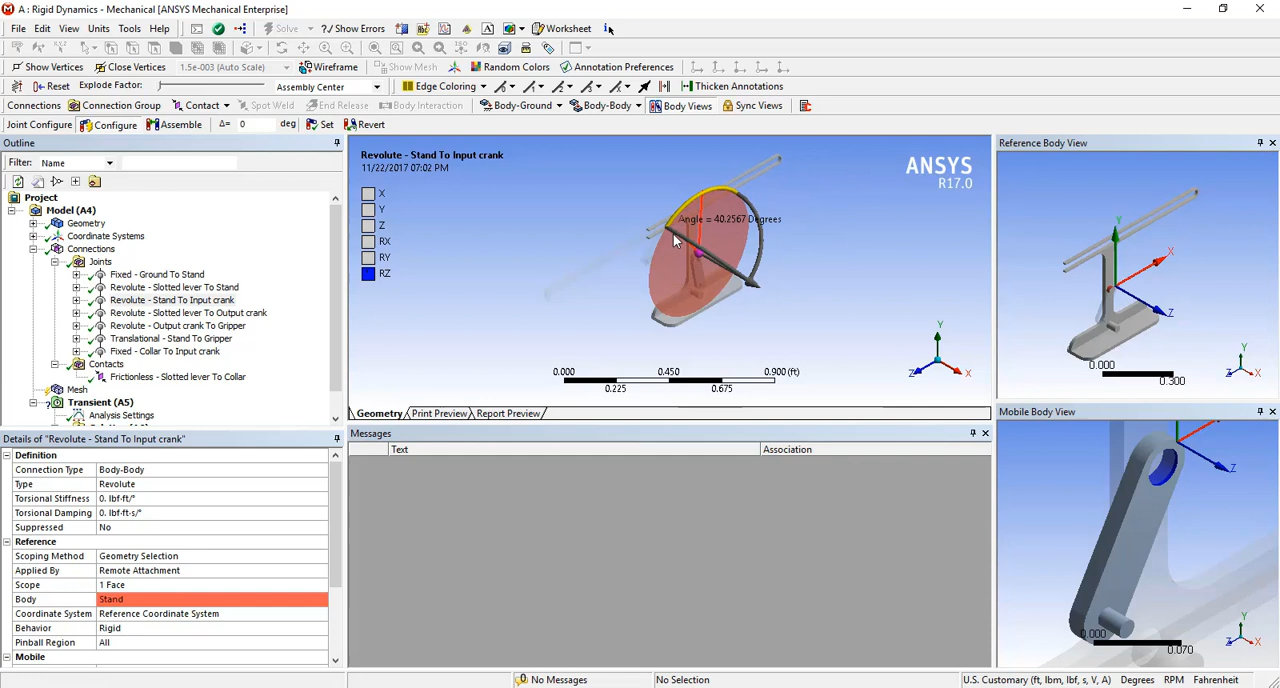 A : Rigid Dynamics - Mechanical [ANSYS Mechanical Enterprise]
File Edit View Units Tools Help Solve ?/ Show Errors Worksheet
Show Vertices Close Vertices 1.5e-003 (Auto Scale) Wireframe Show Mesh Random Colors Annotation Preferences
Reset Explode Factor: Assembly Center Edge Coloring Thicken Annotations
Connections Connection Group Contact Spot Weld End Release Body Interaction Body-Ground Body-Body Body Views Sync Views
Joint Configure Configure Assemble Δ= 0 deg Set Revert
Outline
Filter: Name
Project
Model (A4)
Geometry
Coordinate Systems
Connections
Joints
Fixed - Ground To Stand
Revolute - Slotted lever To Stand
Revolute - Stand To Input crank
Revolute - Slotted lever To Output crank
Revolute - Output crank To Gripper
Translational - Stand To Gripper
Fixed - Collar To Input crank
Contacts
Frictionless - Slotted lever To Collar
Mesh
Transient (A5)
Analysis Settings
Details of "Revolute - Stand To Input crank"
Definition
Connection Type Body-Body
Type Revolute
Torsional Stiffness 0. lbf·ft/°
Torsional Damping 0. lbf·ft·s/°
Suppressed No
Reference
Scoping Method Geometry Selection
Applied By Remote Attachment
Scope 1 Face
Body Stand
Coordinate System Reference Coordinate System
Behavior Rigid
Pinball Region All
Mobile
Revolute - Stand To Input crank
11/22/2017 07:02 PM
X
Y
Z
RX
RY
RZ
Angle = 40.2567 Degrees
ANSYS
R17.0
Y
Z X
0.000 0.450 0.900 (ft)
0.225 0.675
Geometry Print Preview Report Preview
Messages
Text Association
Reference Body View
Y
X
Z
0.000
0.300
Y
Z X
Mobile Body View
Z
0.000
0.070
Y
Z X
No Messages No Selection U.S. Customary (ft, lbm, lbf, s, V, A) Degrees RPM Fahrenheit